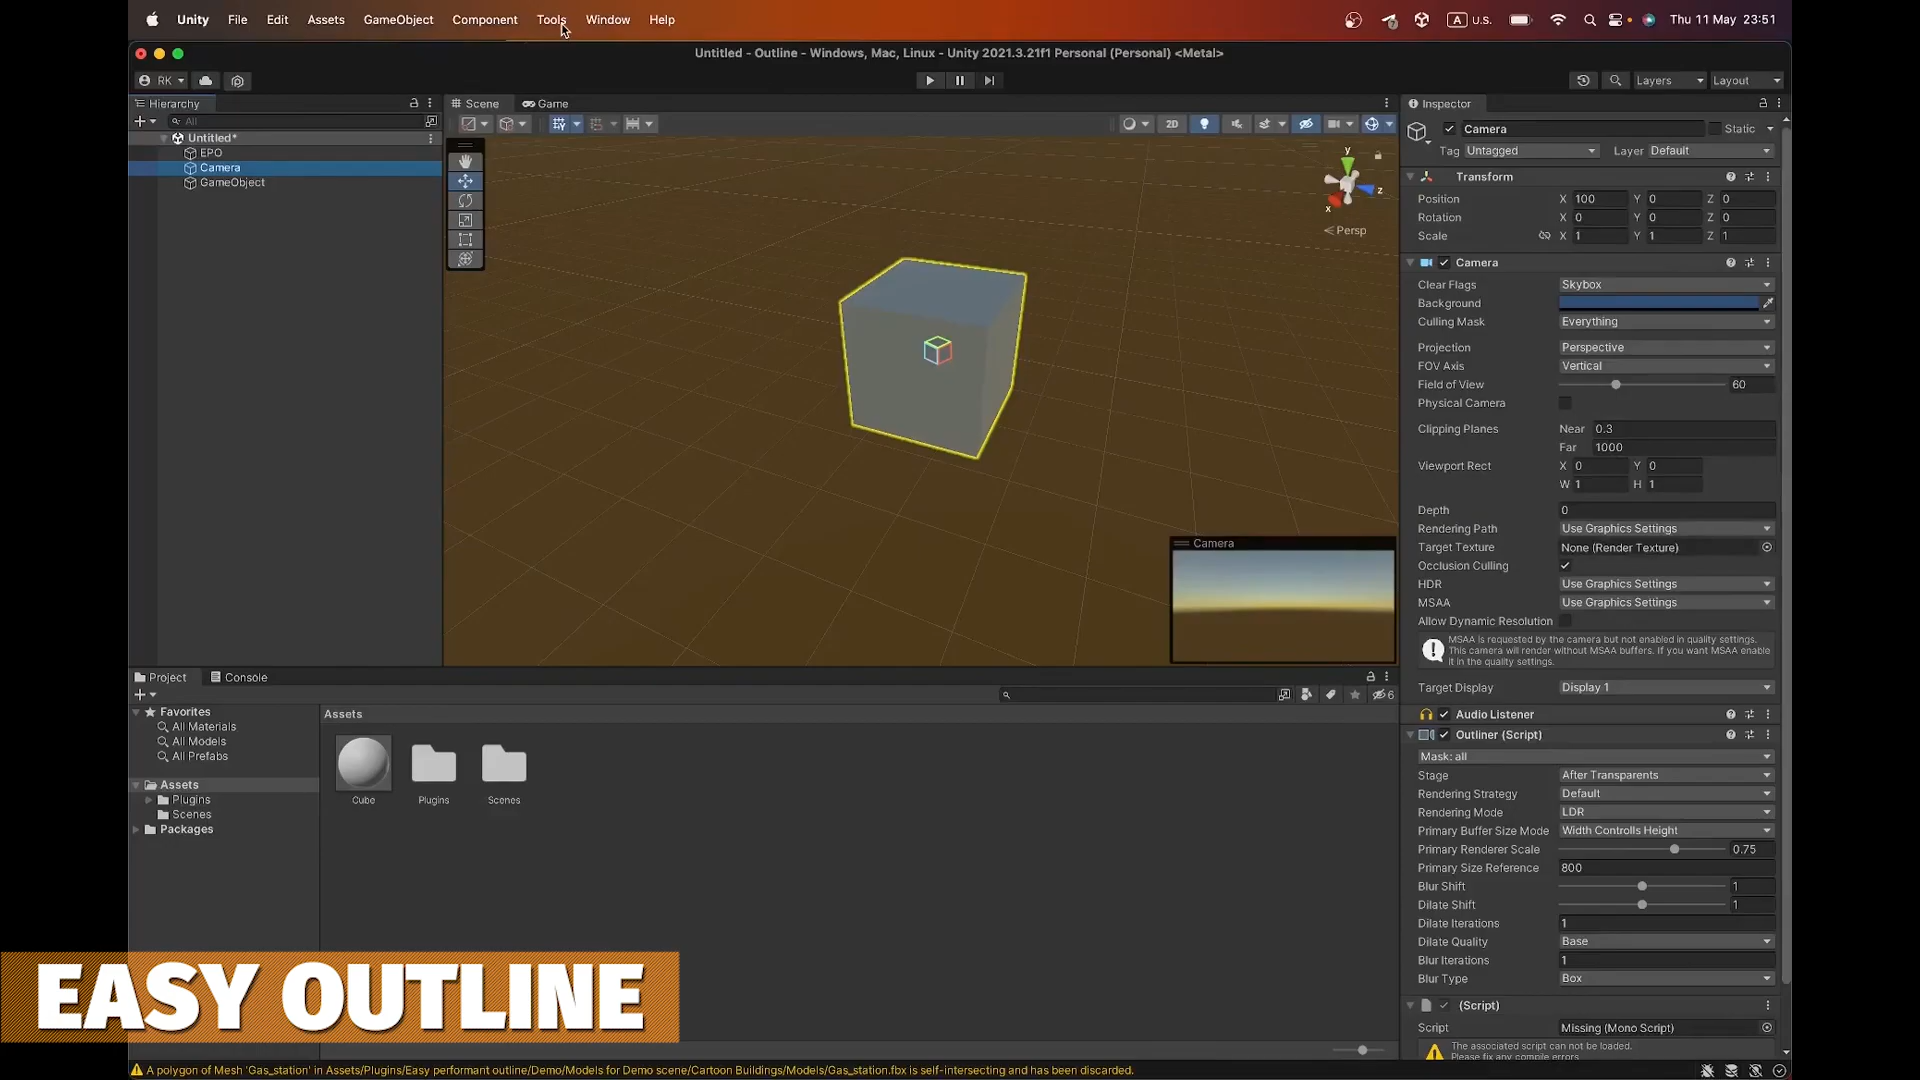 Unity File Edit Assets GameObject Component Tools Window Help
7 A U.S. Thu 11 May 23:51
Untitled - Outline - Windows, Mac, Linux - Unity 2021.3.21f1 Personal (Personal) <Metal>
RK Layers Layout
Hierarchy
All
Untitled*
EPO
Camera
GameObject
Scene Game
2D
y
z
x
Persp
Camera
Inspector
Camera Static
Tag Untagged Layer Default
Transform
Position X 100 Y 0 Z 0
Rotation X 0 Y 0 Z 0
Scale X 1 Y 1 Z 1
Camera
Clear Flags Skybox
Background
Culling Mask Everything
Projection Perspective
FOV Axis Vertical
Field of View 60
Physical Camera
Clipping Planes Near 0.3
Far 1000
Viewport Rect X 0 Y 0
W 1 H 1
Depth 0
Rendering Path Use Graphics Settings
Target Texture None (Render Texture)
Occlusion Culling
HDR Use Graphics Settings
MSAA Use Graphics Settings
Allow Dynamic Resolution
MSAA is requested by the camera but not enabled in quality settings.
This camera will render without MSAA buffers. If you want MSAA enable
it in the quality settings.
Target Display Display 1
Audio Listener
Outliner (Script)
Mask: all
Stage After Transparents
Rendering Strategy Default
Rendering Mode LDR
Primary Buffer Size Mode Width Controlls Height
Primary Renderer Scale 0.75
Primary Size Reference 800
Blur Shift 1
Dilate Shift 1
Dilate Iterations 1
Dilate Quality Base
Blur Iterations 1
Blur Type Box
(Script)
Script Missing (Mono Script)
The associated script can not be loaded.
Please fix any compile errors
Project Console
6
Favorites
All Materials
All Models
All Prefabs
Assets
Plugins
Scenes
Packages
Assets
Cube Plugins Scenes
EASY OUTLINE
A polygon of Mesh 'Gas_station' in Assets/Plugins/Easy performant outline/Demo/Models for Demo scene/Cartoon Buildings/Models/Gas_station.fbx is self-intersecting and has been discarded.